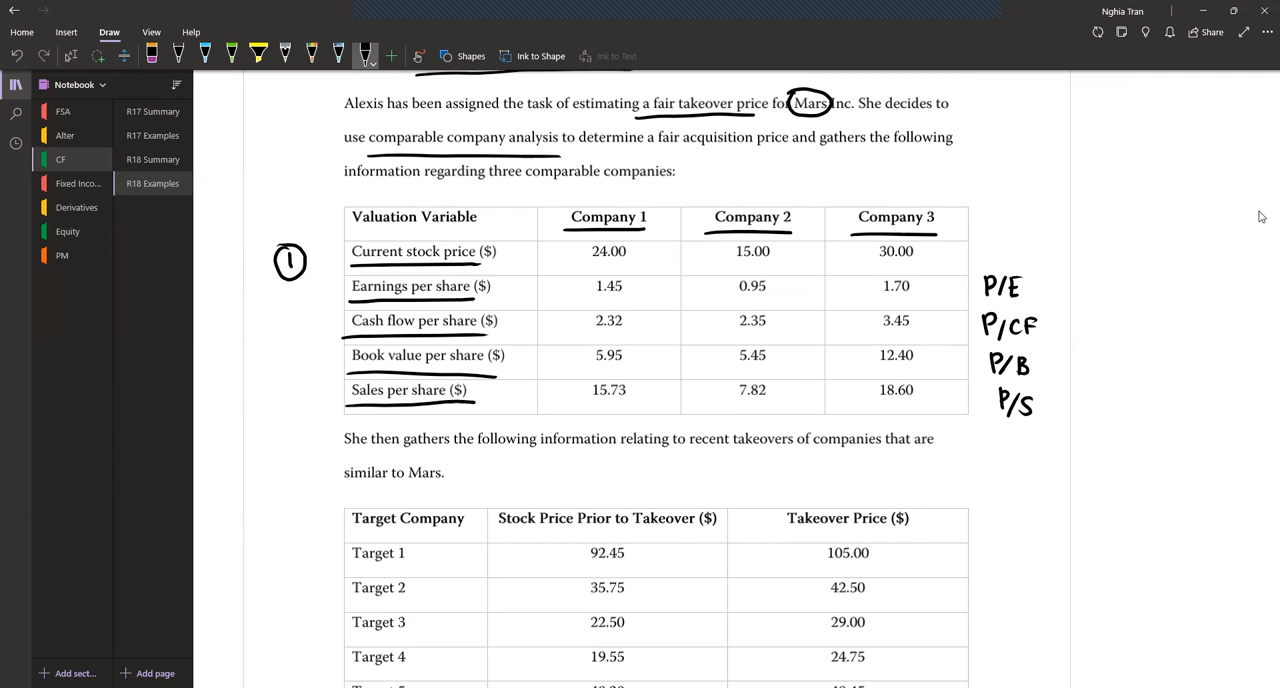 Nghia Tran
Home Insert Draw View Help
Share
Shapes Ink to Shape Ink to Text
Notebook
FSA
Alter
CF
Fixed Inco...
Derivatives
Equity
PM
R17 Summary
R17 Examples
R18 Summary
R18 Examples
Add sect...
Add page
Alexis has been assigned the task of estimating a fair takeover price for Mars Inc. She decides to
use comparable company analysis to determine a fair acquisition price and gathers the following
information regarding three comparable companies:
Valuation Variable Company 1 Company 2 Company 3
1 Current stock price ($) 24.00 15.00 30.00
Earnings per share ($) 1.45 0.95 1.70 P/E
Cash flow per share ($) 2.32 2.35 3.45 P/CF
Book value per share ($) 5.95 5.45 12.40 P/B
Sales per share ($) 15.73 7.82 18.60 P/S
She then gathers the following information relating to recent takeovers of companies that are
similar to Mars.
Target Company Stock Price Prior to Takeover ($) Takeover Price ($)
Target 1 92.45 105.00
Target 2 35.75 42.50
Target 3 22.50 29.00
Target 4 19.55 24.75